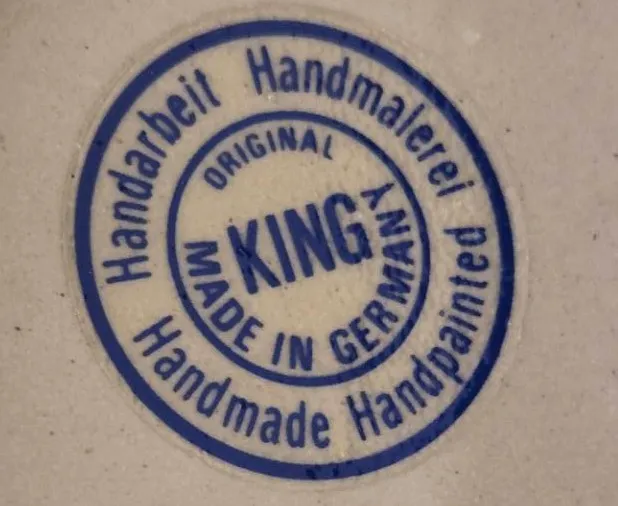 Handarbeit Handmalerei
Handmade Handpainted
ORIGINAL
KING
MADE IN GERMANY